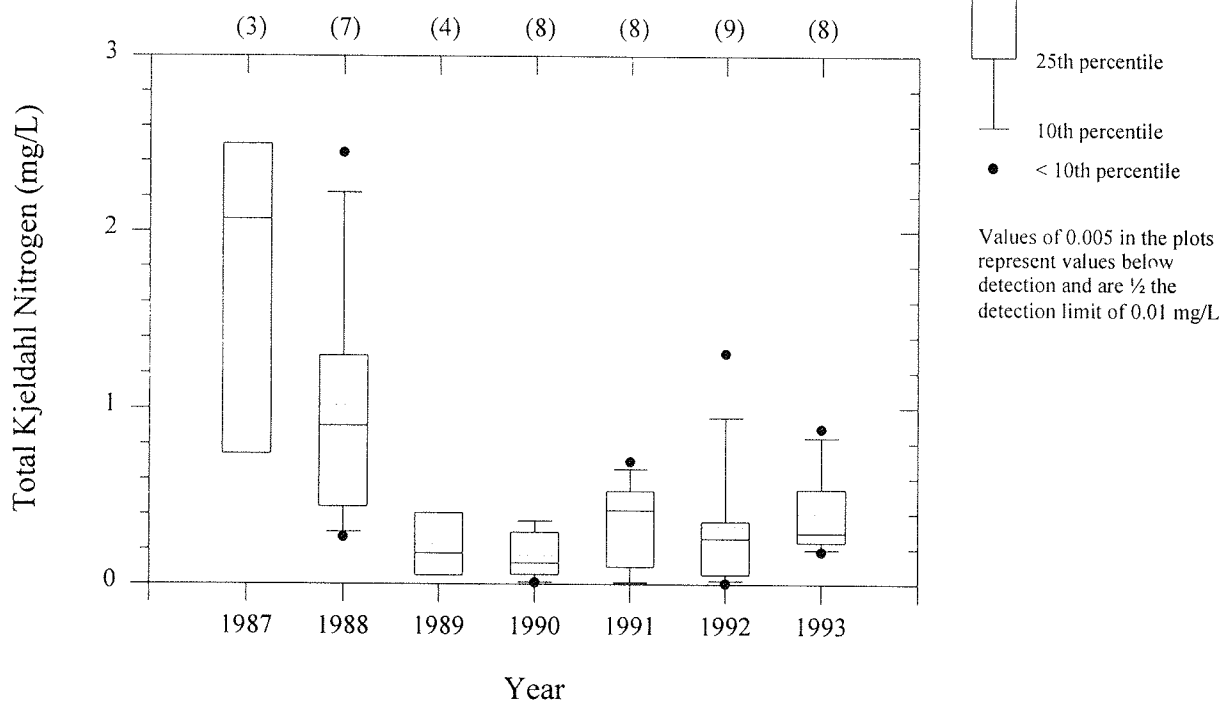 (3) (7) (4) (8) (8) (9) (8)
3
2
1
0
Total Kjeldahl Nitrogen (mg/L)
1987 1988 1989 1990 1991 1992 1993
Year
25th percentile
10th percentile
< 10th percentile
Values of 0.005 in the plots
represent values below
detection and are ½ the
detection limit of 0.01 mg/L